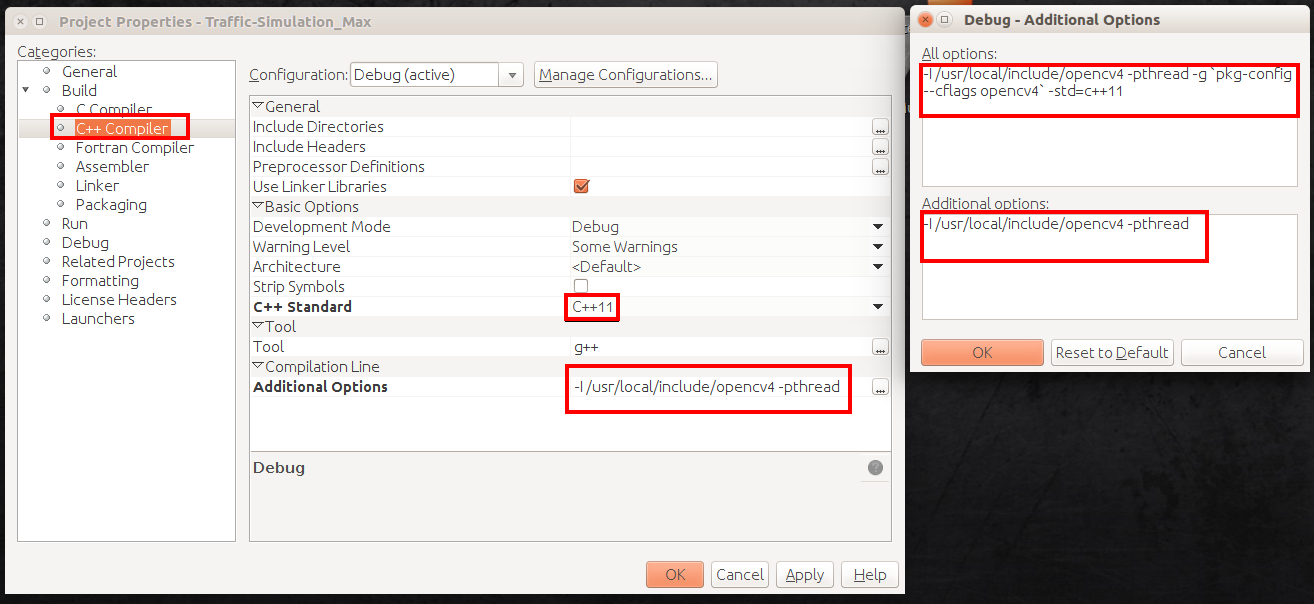 Project Properties - Traffic-Simulation_Max
Categories:
General
Build
C Compiler
C++ Compiler
Fortran Compiler
Assembler
Linker
Packaging
Run
Debug
Related Projects
Formatting
License Headers
Launchers
Configuration: Debug (active) Manage Configurations...
General
Include Directories ...
Include Headers ...
Preprocessor Definitions ...
Use Linker Libraries
Basic Options
Development Mode Debug
Warning Level Some Warnings
Architecture <Default>
Strip Symbols
C++ Standard C++11
Tool
Tool g++ ...
Compilation Line
Additional Options -I /usr/local/include/opencv4 -pthread ...
Debug ?
OK Cancel Apply Help
Debug - Additional Options
All options:
-I /usr/local/include/opencv4 -pthread -g `pkg-config
--cflags opencv4` -std=c++11
Additional options:
-I /usr/local/include/opencv4 -pthread
OK Reset to Default Cancel